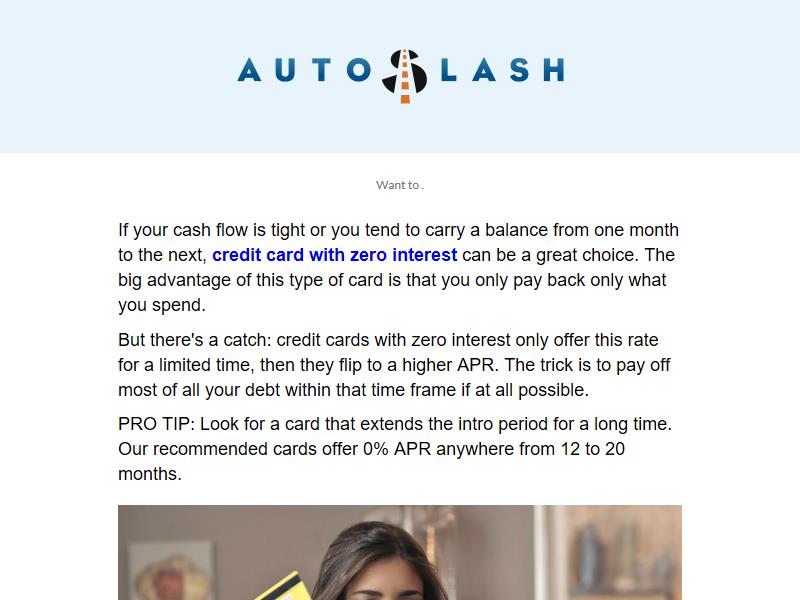 AUTOSLASH
Want to .
If your cash flow is tight or you tend to carry a balance from one month
to the next, credit card with zero interest can be a great choice. The
big advantage of this type of card is that you only pay back only what
you spend.
But there's a catch: credit cards with zero interest only offer this rate
for a limited time, then they flip to a higher APR. The trick is to pay off
most of all your debt within that time frame if at all possible.
PRO TIP: Look for a card that extends the intro period for a long time.
Our recommended cards offer 0% APR anywhere from 12 to 20
months.